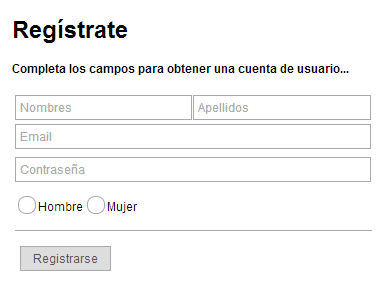 Regístrate
Completa los campos para obtener una cuenta de usuario...
Nombres Apellidos
Email
Contraseña
Hombre Mujer
Registrarse